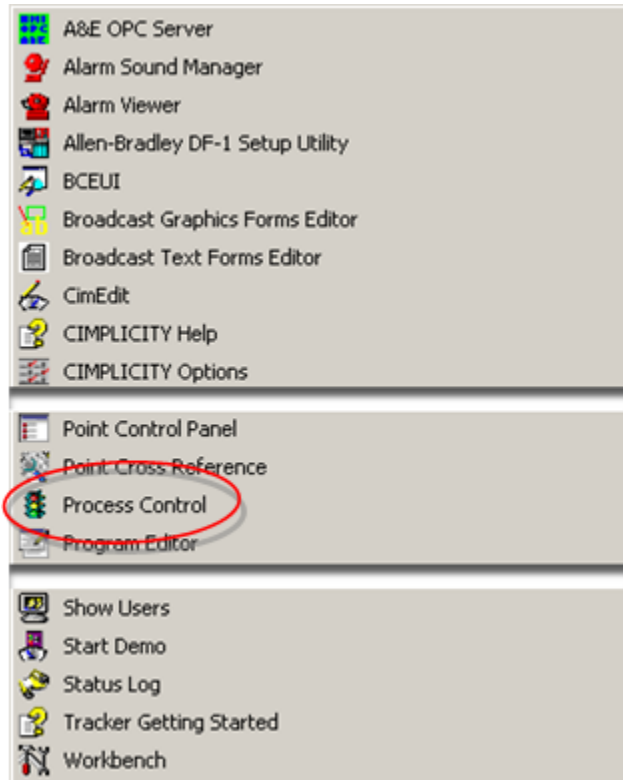 A&E OPC Server
Alarm Sound Manager
Alarm Viewer
Allen-Bradley DF-1 Setup Utility
BCEUI
Broadcast Graphics Forms Editor
Broadcast Text Forms Editor
CimEdit
CIMPLICITY Help
CIMPLICITY Options
Point Control Panel
Point Cross Reference
Process Control
Program Editor
Show Users
Start Demo
Status Log
Tracker Getting Started
Workbench